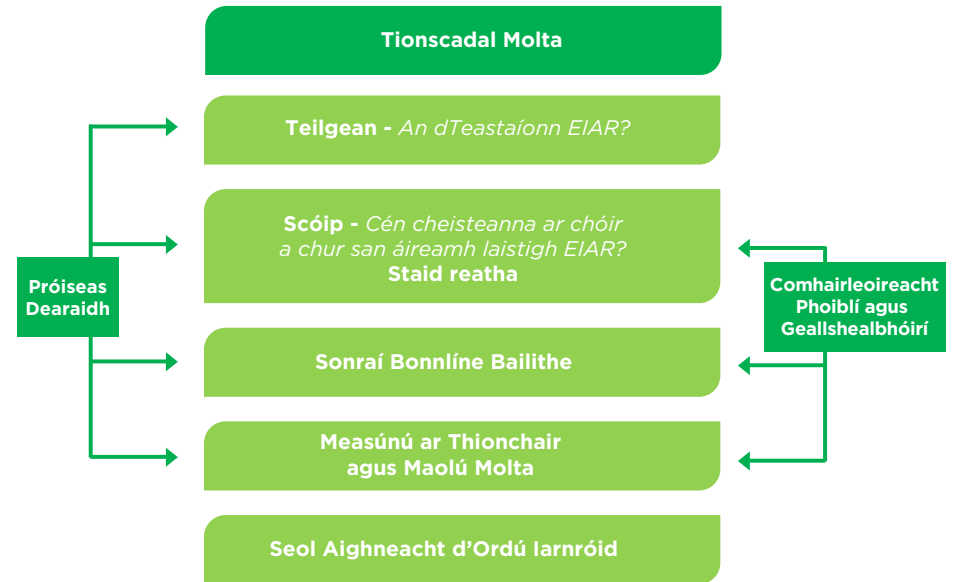 Tionscadal Molta
Teilgean - An dTeastaíonn EIAR?
Scóip - Cén cheisteanna ar chóir
a chur san áireamh laistigh EIAR?
Staid reatha
Próiseas
Dearaidh
Comhairleoireacht
Phoiblí agus
Geallshealbhóirí
Sonraí Bonnlíne Bailithe
Measúnú ar Thionchair
agus Maolú Molta
Seol Aighneacht d’Ordú Iarnróid